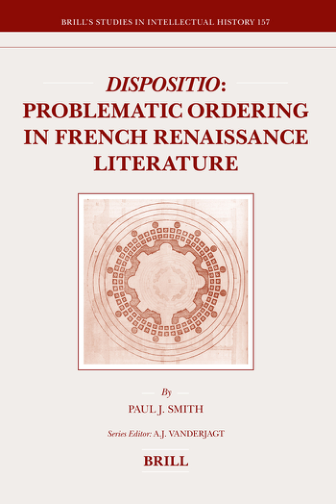 BRILL'S STUDIES IN INTELLECTUAL HISTORY 157
DISPOSITIO:
PROBLEMATIC ORDERING
IN FRENCH RENAISSANCE
LITERATURE
By
PAUL J. SMITH
Series Editor: A.J. VANDERJAGT
BRILL